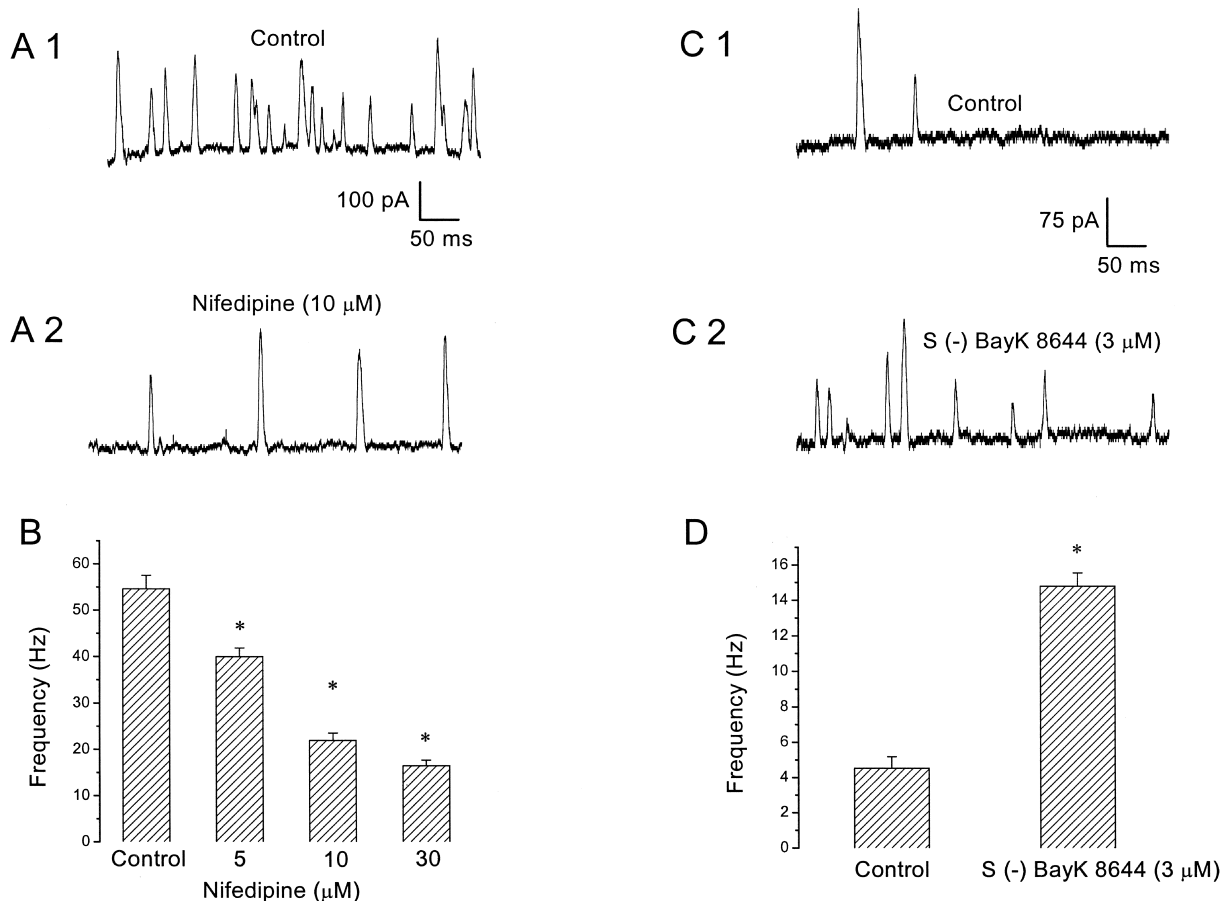 A 1
Control
100 pA
50 ms
A 2
Nifedipine (10 µM)
B
Frequency (Hz)
60
50
40
30
20
10
0
*
*
*
Control
5
10
30
Nifedipine (µM)
C 1
Control
75 pA
50 ms
C 2
S (-) BayK 8644 (3 µM)
D
Frequency (Hz)
16
14
12
10
8
6
4
2
0
*
Control
S (-) BayK 8644 (3 µM)